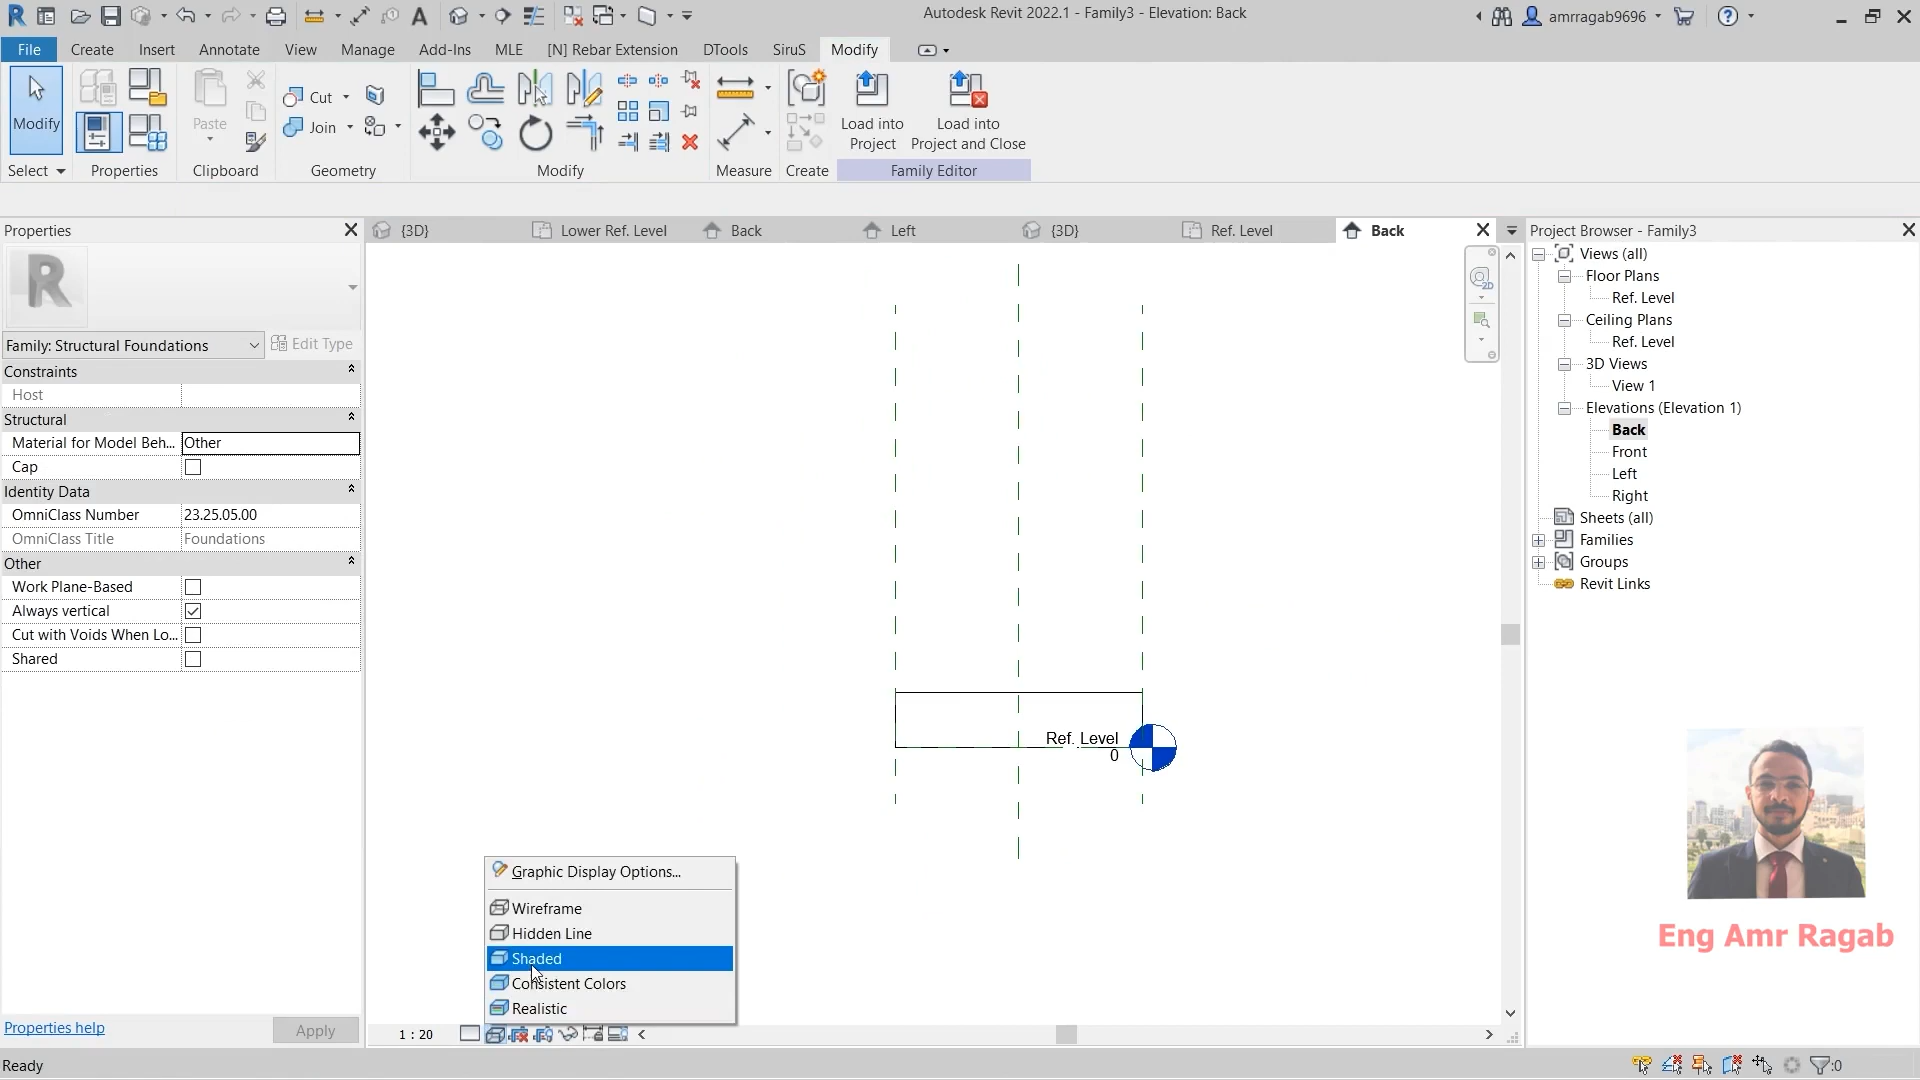 Autodesk Revit 2022.1 - Family3 - Elevation: Back
amrragab9696
File Create Insert Annotate View Manage Add-Ins MLE [N] Rebar Extension DTools SiruS Modify
Modify
Paste
Cut
Join
Load into Project
Load into Project and Close
Select Properties Clipboard Geometry Modify Measure Create Family Editor
Properties
{3D} Lower Ref. Level Back Left {3D} Ref. Level Back
Project Browser - Family3
R
Family: Structural Foundations Edit Type
Constraints
Host
Structural
Material for Model Beh... Other
Cap
Identity Data
OmniClass Number 23.25.05.00
OmniClass Title Foundations
Other
Work Plane-Based
Always vertical
Cut with Voids When Lo...
Shared
Properties help Apply
2D
Ref. Level
0
Graphic Display Options...
Wireframe
Hidden Line
Shaded
Consistent Colors
Realistic
1 : 20
Views (all)
Floor Plans
Ref. Level
Ceiling Plans
Ref. Level
3D Views
View 1
Elevations (Elevation 1)
Back
Front
Left
Right
Sheets (all)
Families
Groups
Revit Links
Eng Amr Ragab
Ready
:0